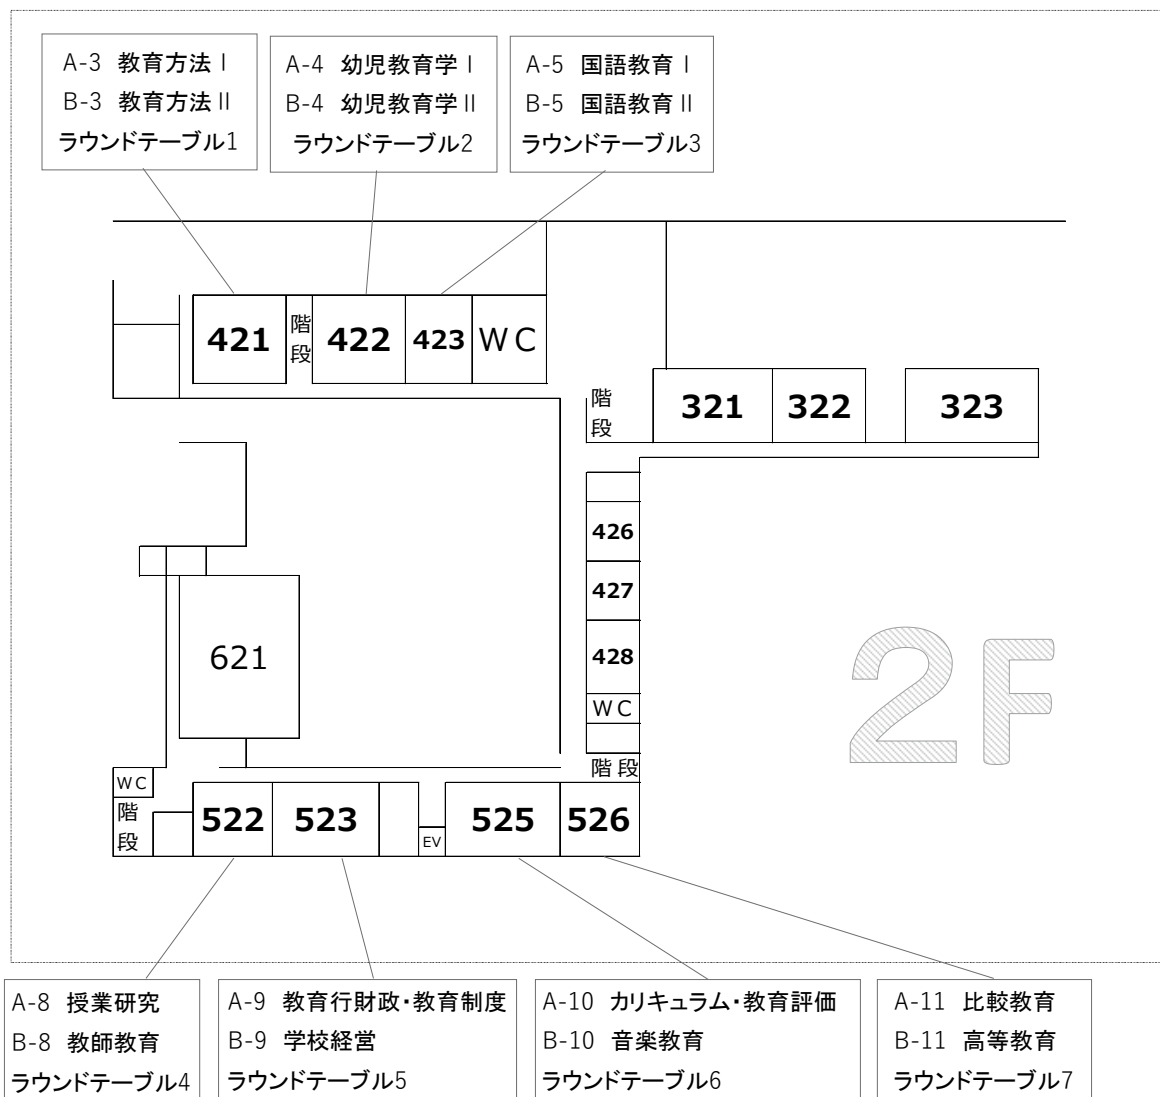 A-3 教育方法Ⅰ
B-3 教育方法Ⅱ
ラウンドテーブル1
A-4 幼児教育学Ⅰ
B-4 幼児教育学Ⅱ
ラウンドテーブル2
A-5 国語教育Ⅰ
B-5 国語教育Ⅱ
ラウンドテーブル3
421
階段
422
423
ＷＣ
階段
321
322
323
426
427
428
ＷＣ
階段
621
2F
ＷＣ
階段
522
523
EV
525
526
A-8 授業研究
B-8 教師教育
ラウンドテーブル4
A-9 教育行財政・教育制度
B-9 学校経営
ラウンドテーブル5
A-10 カリキュラム・教育評価
B-10 音楽教育
ラウンドテーブル6
A-11 比較教育
B-11 高等教育
ラウンドテーブル7